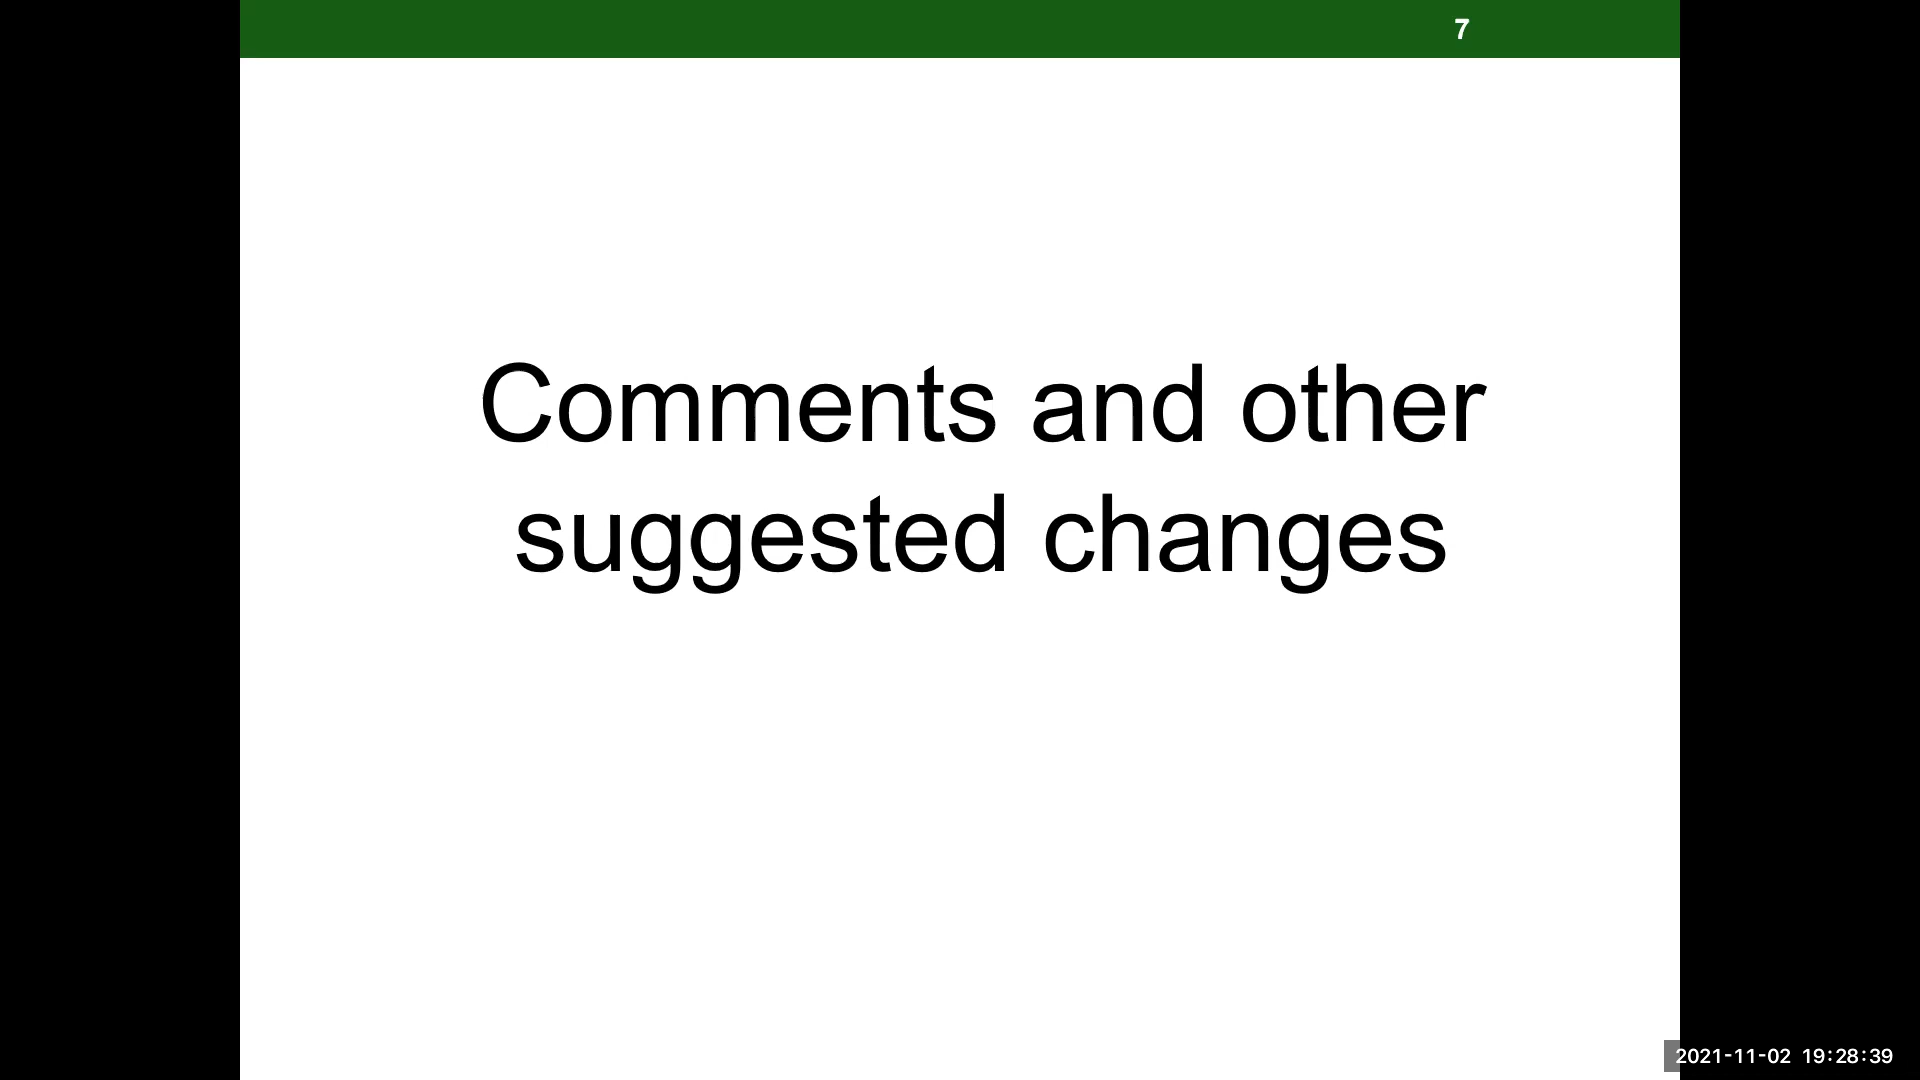 7
Comments and other
suggested changes
2021-11-02 19:28:39